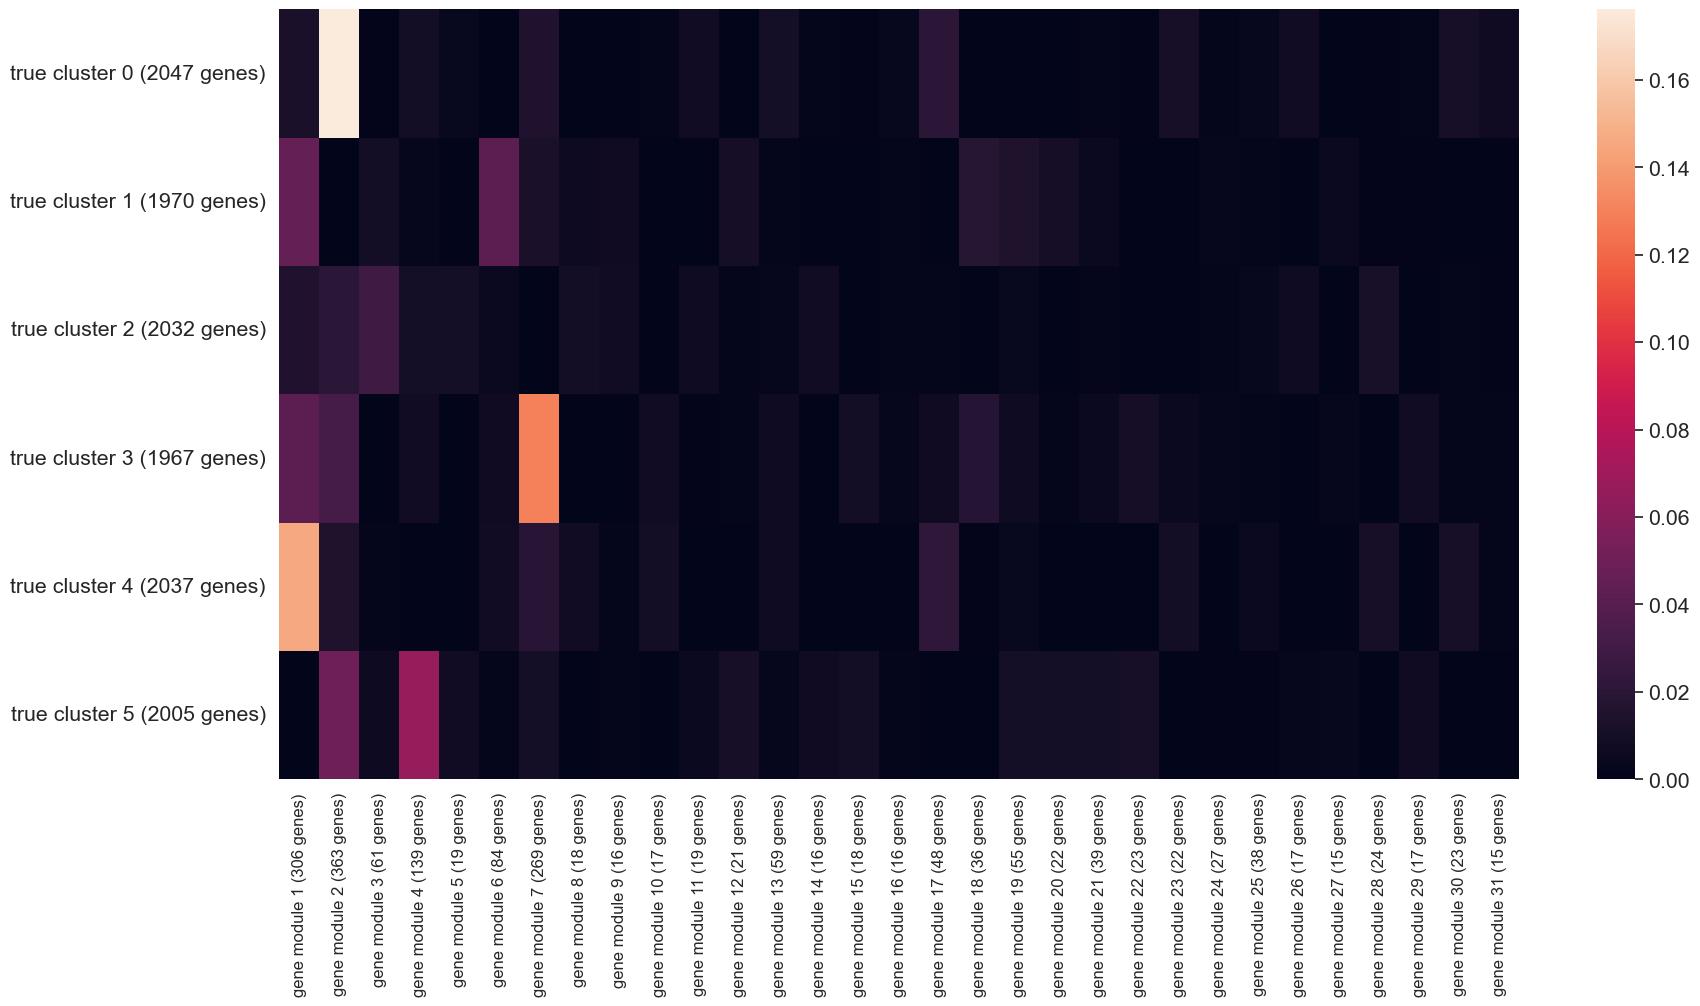 true cluster 0 (2047 genes)
true cluster 1 (1970 genes)
true cluster 2 (2032 genes)
true cluster 3 (1967 genes)
true cluster 4 (2037 genes)
true cluster 5 (2005 genes)
gene module 1 (306 genes)
gene module 2 (363 genes)
gene module 3 (61 genes)
gene module 4 (139 genes)
gene module 5 (19 genes)
gene module 6 (84 genes)
gene module 7 (269 genes)
gene module 8 (18 genes)
gene module 9 (16 genes)
gene module 10 (17 genes)
gene module 11 (19 genes)
gene module 12 (21 genes)
gene module 13 (59 genes)
gene module 14 (16 genes)
gene module 15 (18 genes)
gene module 16 (16 genes)
gene module 17 (48 genes)
gene module 18 (36 genes)
gene module 19 (55 genes)
gene module 20 (22 genes)
gene module 21 (39 genes)
gene module 22 (23 genes)
gene module 23 (22 genes)
gene module 24 (27 genes)
gene module 25 (38 genes)
gene module 26 (17 genes)
gene module 27 (15 genes)
gene module 28 (24 genes)
gene module 29 (17 genes)
gene module 30 (23 genes)
gene module 31 (15 genes)
0.16
0.14
0.12
0.10
0.08
0.06
0.04
0.02
0.00